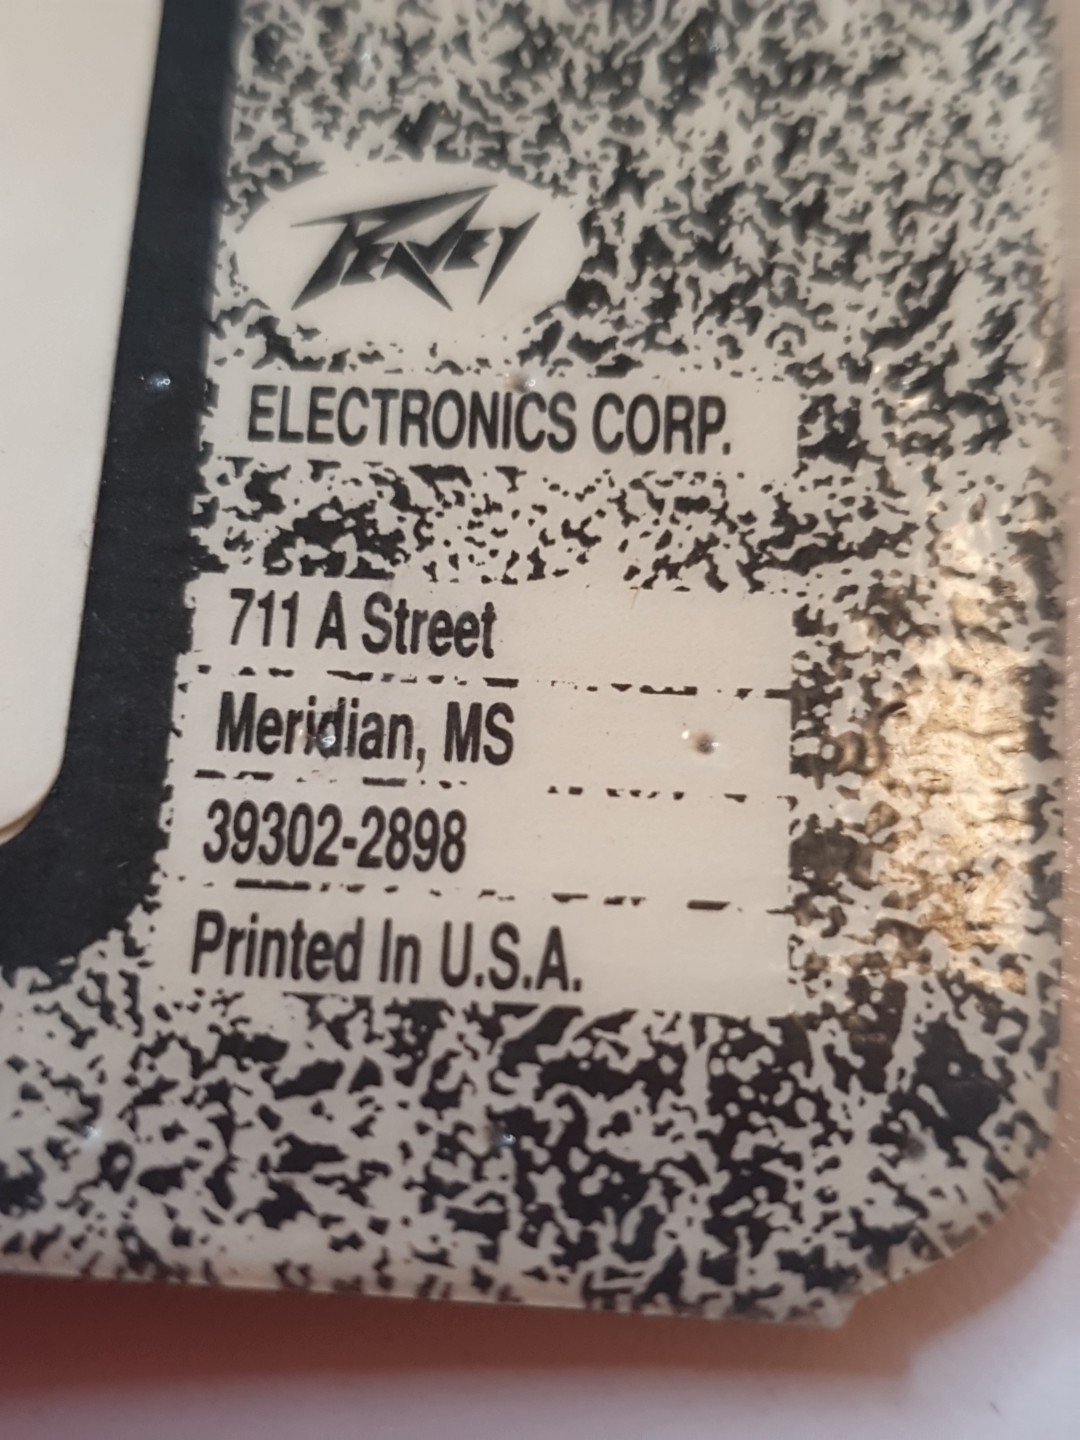 PEAVEY
ELECTRONICS CORP.
711 A Street
Meridian, MS
39302-2898
Printed In U.S.A.